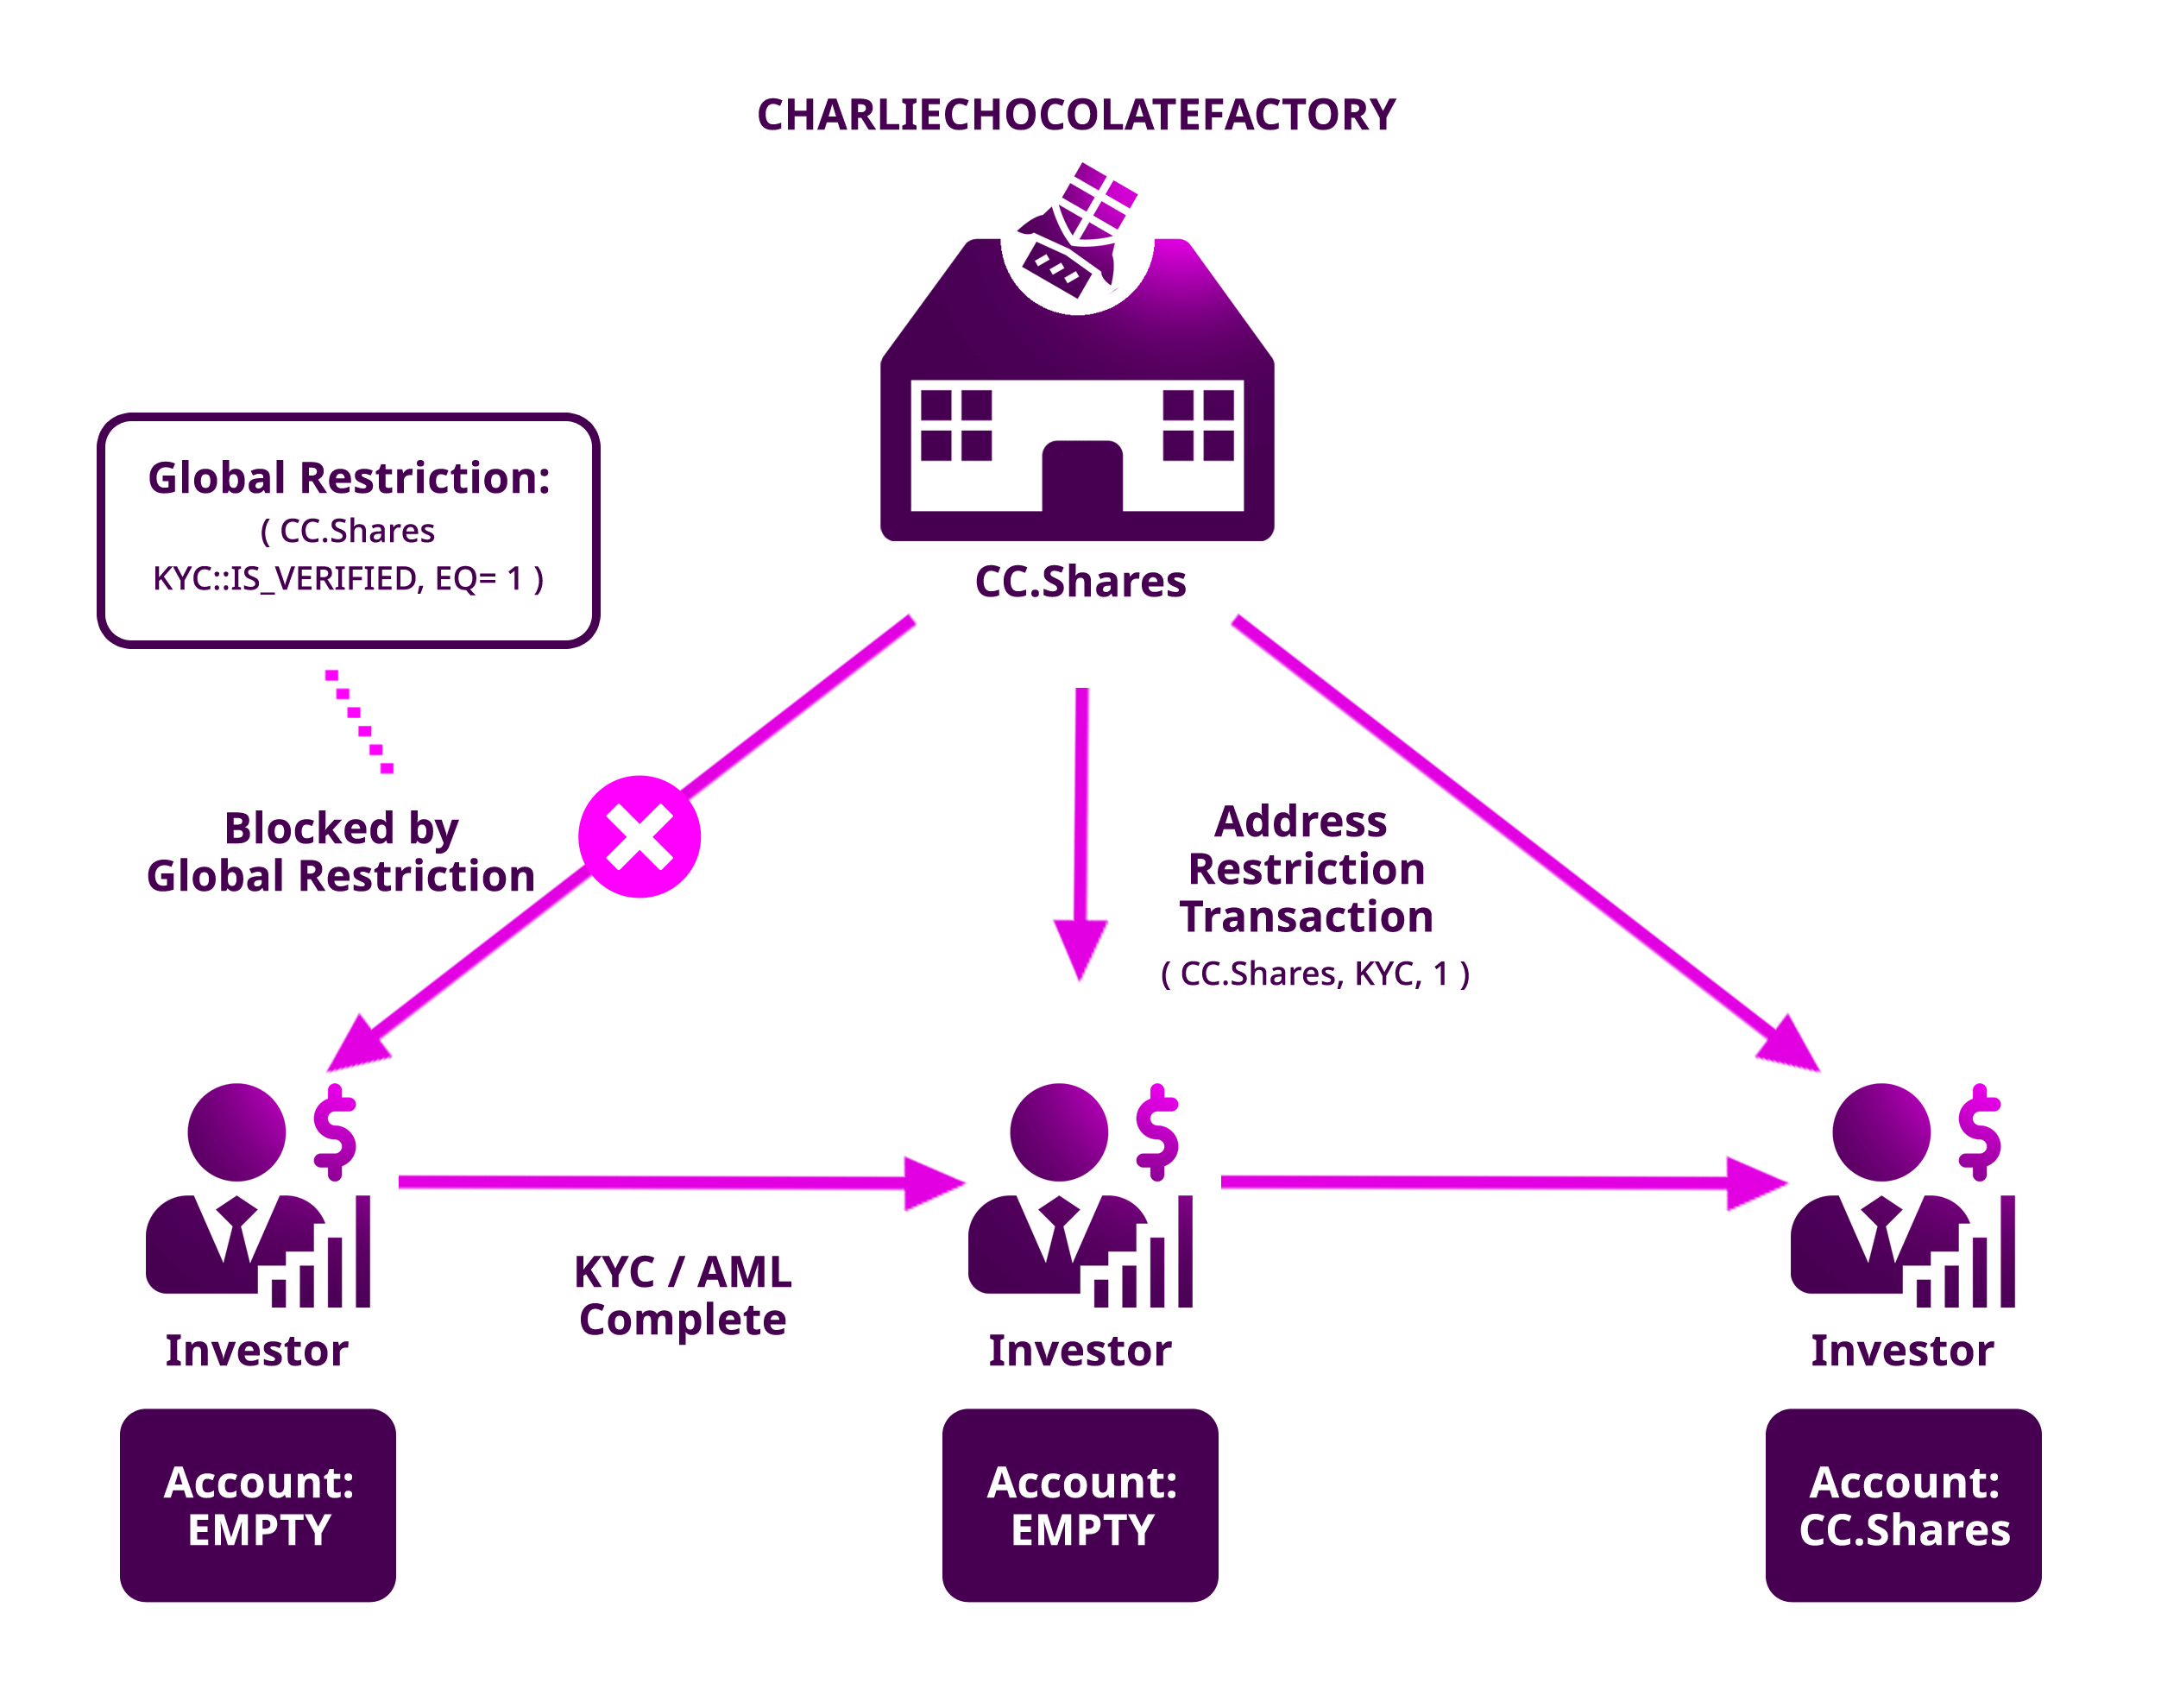 CHARLIECHOCOLATEFACTORY
Global Restriction:
( CC.Shares
KYC::IS_VERIFIED, EQ= 1 )
CC.Shares
Blocked by
Global Restriction
Address
Restriction
Transaction
( CC.Shares, KYC, 1 )
$
$
$
KYC / AML
Complete
Investor
Investor
Investor
Account:
EMPTY
Account:
EMPTY
Account:
CC.Shares